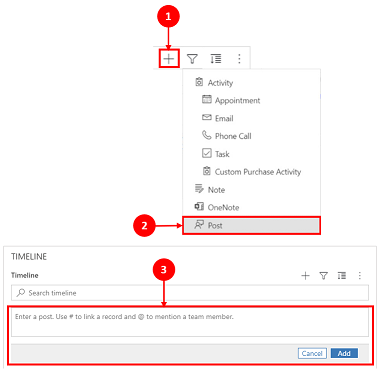 1
Activity
Appointment
Email
Phone Call
Task
Custom Purchase Activity
Note
OneNote
2
Post
TIMELINE
3
Timeline
Search timeline
Enter a post. Use # to link a record and @ to mention a team member.
Cancel Add